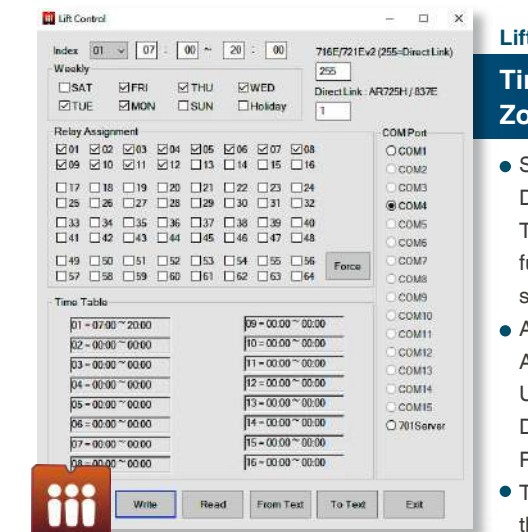 Lift Control
Index 01 07 : 00 ~ 20 : 00 716E/721Ev2 (255=Direct Link)
Weekly 255
SAT FRI THU WED Direct Link : AR725H / 837E
TUE MON SUN Holiday 1
Relay Assignment COM Port
01 02 03 04 05 06 07 08 COM1
09 10 11 12 13 14 15 16 COM2
17 18 19 20 21 22 23 24 COM3
25 26 27 28 29 30 31 32 COM4
33 34 35 36 37 38 39 40 COM5
41 42 43 44 45 46 47 48 COM6
49 50 51 52 53 54 55 56 Force COM7
57 58 59 60 61 62 63 64 COM8
Time Table COM9
01 = 07:00 ~ 20:00 09 = 00:00 ~ 00:00 COM10
02 = 00:00 ~ 00:00 10 = 00:00 ~ 00:00 COM11
03 = 00:00 ~ 00:00 11 = 00:00 ~ 00:00 COM12
04 = 00:00 ~ 00:00 12 = 00:00 ~ 00:00 COM13
05 = 00:00 ~ 00:00 13 = 00:00 ~ 00:00 COM14
06 = 00:00 ~ 00:00 14 = 00:00 ~ 00:00 COM15
07 = 00:00 ~ 00:00 15 = 00:00 ~ 00:00 701Server
08 = 00:00 ~ 00:00 16 = 00:00 ~ 00:00
Write Read From Text To Text Exit
Lif
Ti
Zo
S
D
T
f
s
A
A
U
D
F
T
th